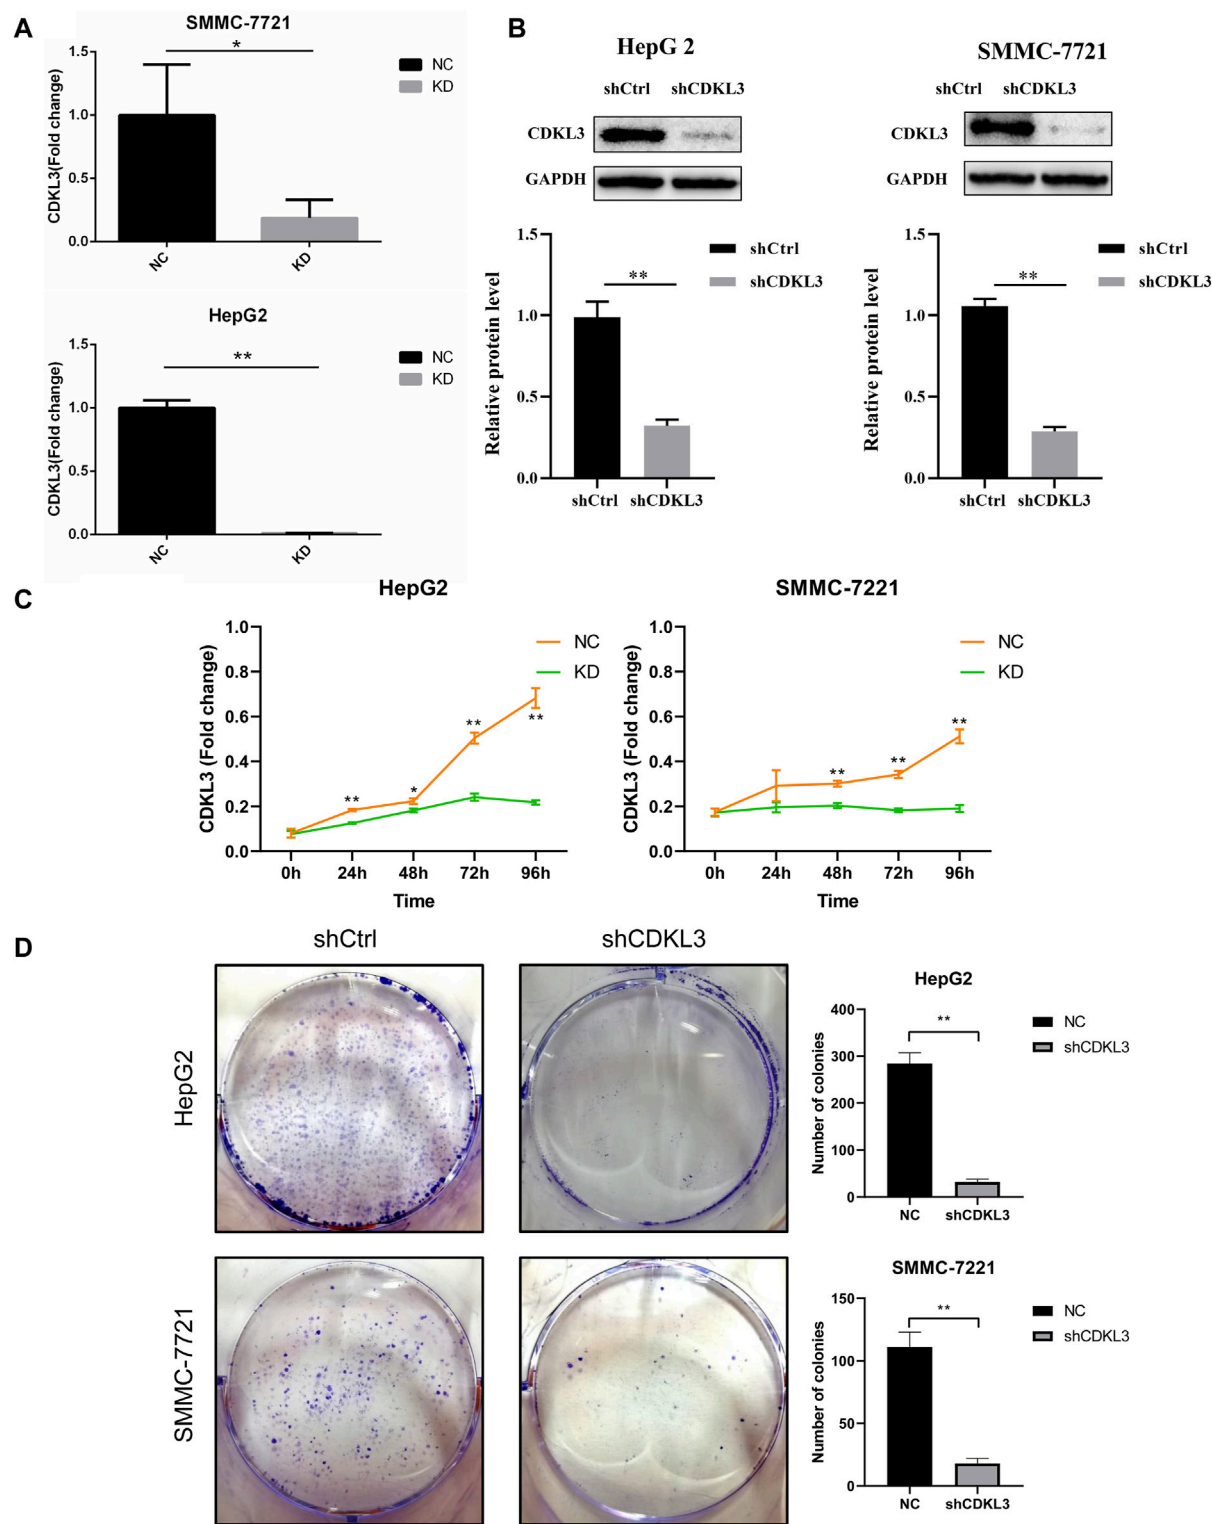 A
SMMC-7721
CDKL3(Fold change)
1.5
1.0
0.5
0.0
*
NC
KD
NC
KD
HepG2
CDKL3(Fold change)
1.5
1.0
0.5
0.0
**
NC
KD
NC
KD
B
HepG 2
shCtrl shCDKL3
CDKL3
GAPDH
Relative protein level
1.5
1.0
0.5
0.0
**
shCtrl
shCDKL3
shCtrl shCDKL3
SMMC-7721
shCtrl shCDKL3
CDKL3
GAPDH
Relative protein level
1.5
1.0
0.5
0.0
**
shCtrl
shCDKL3
shCtrl shCDKL3
C
HepG2
CDKL3 (Fold change)
1.0
0.8
0.6
0.4
0.2
0.0
** * ** **
NC
KD
0h 24h 48h 72h 96h
Time
SMMC-7221
CDKL3 (Fold change)
1.0
0.8
0.6
0.4
0.2
0.0
** ** **
NC
KD
0h 24h 48h 72h 96h
Time
D
shCtrl shCDKL3
HepG2
SMMC-7721
HepG2
Number of colonies
400
300
200
100
0
**
NC
shCDKL3
NC shCDKL3
SMMC-7221
Number of colonies
150
100
50
0
**
NC
shCDKL3
NC shCDKL3